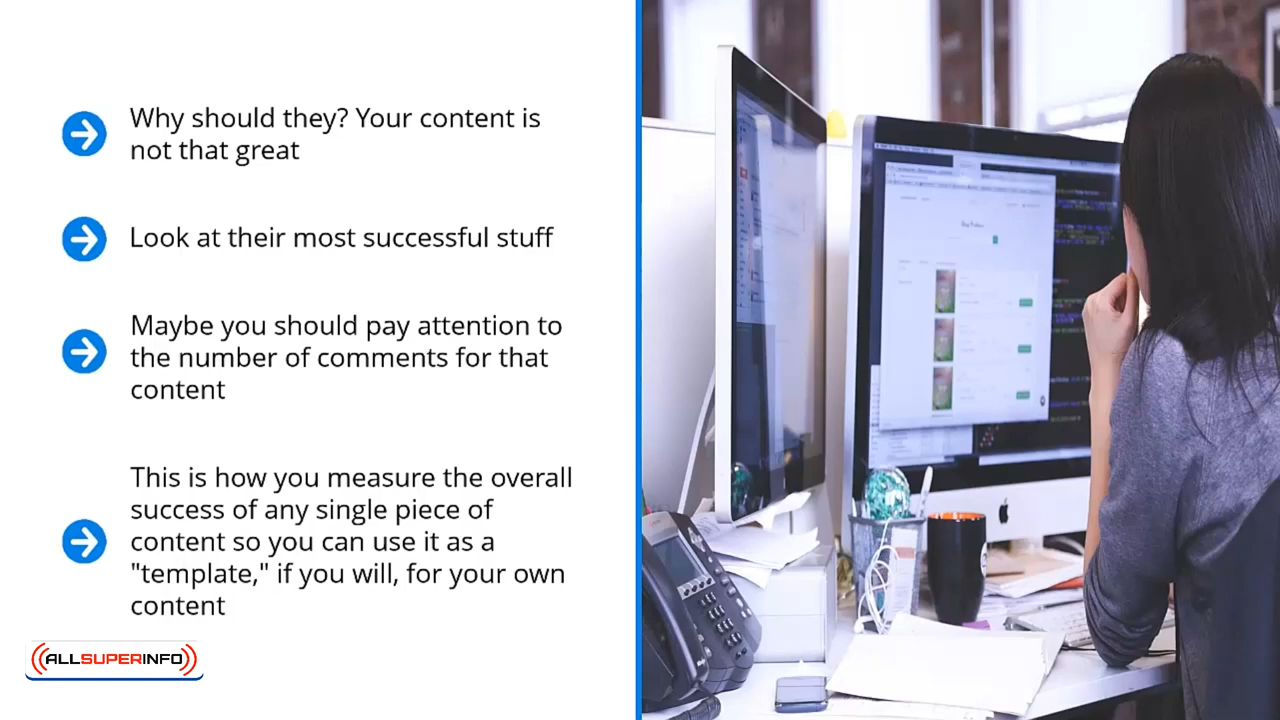 Why should they? Your content is
not that great
Look at their most successful stuff
Maybe you should pay attention to
the number of comments for that
content
This is how you measure the overall
success of any single piece of
content so you can use it as a
"template," if you will, for your own
content
ALLSUPERINFO